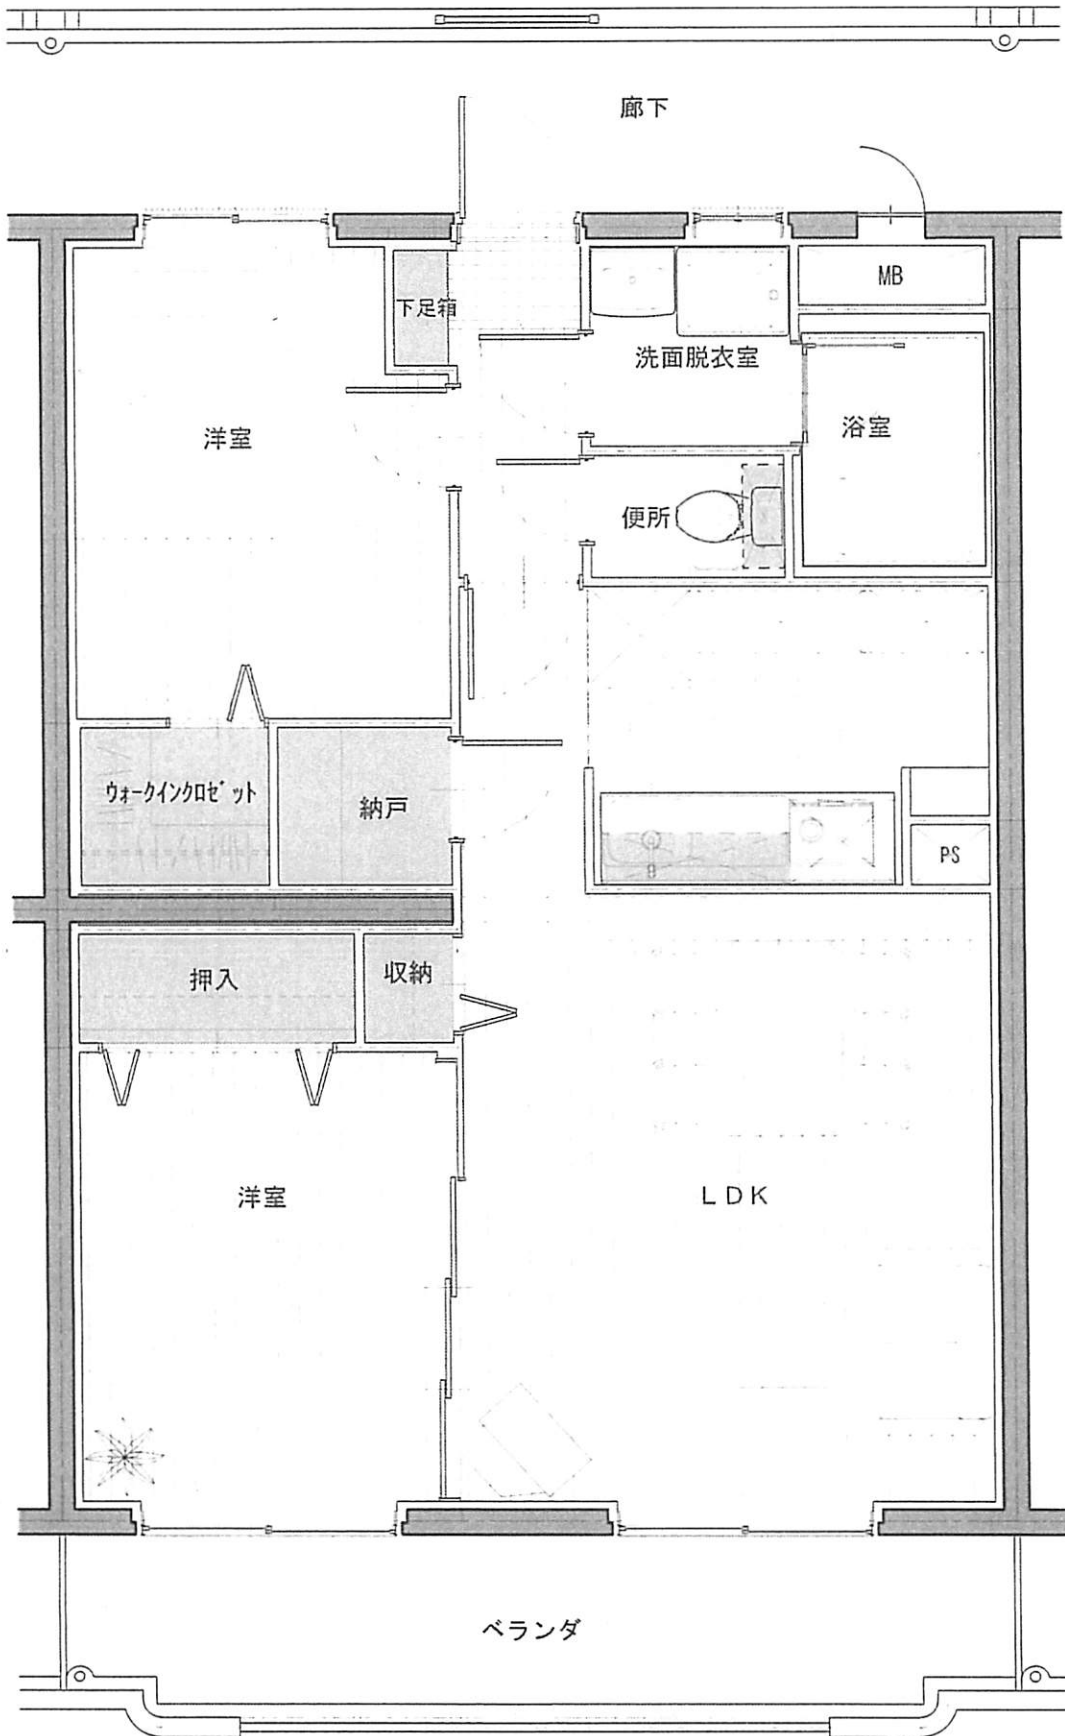 廊下
下足箱
MB
洗面脱衣室
洋室
浴室
便所
ウォークインクロゼット
納戸
PS
押入
収納
洋室
LDK
ベランダ